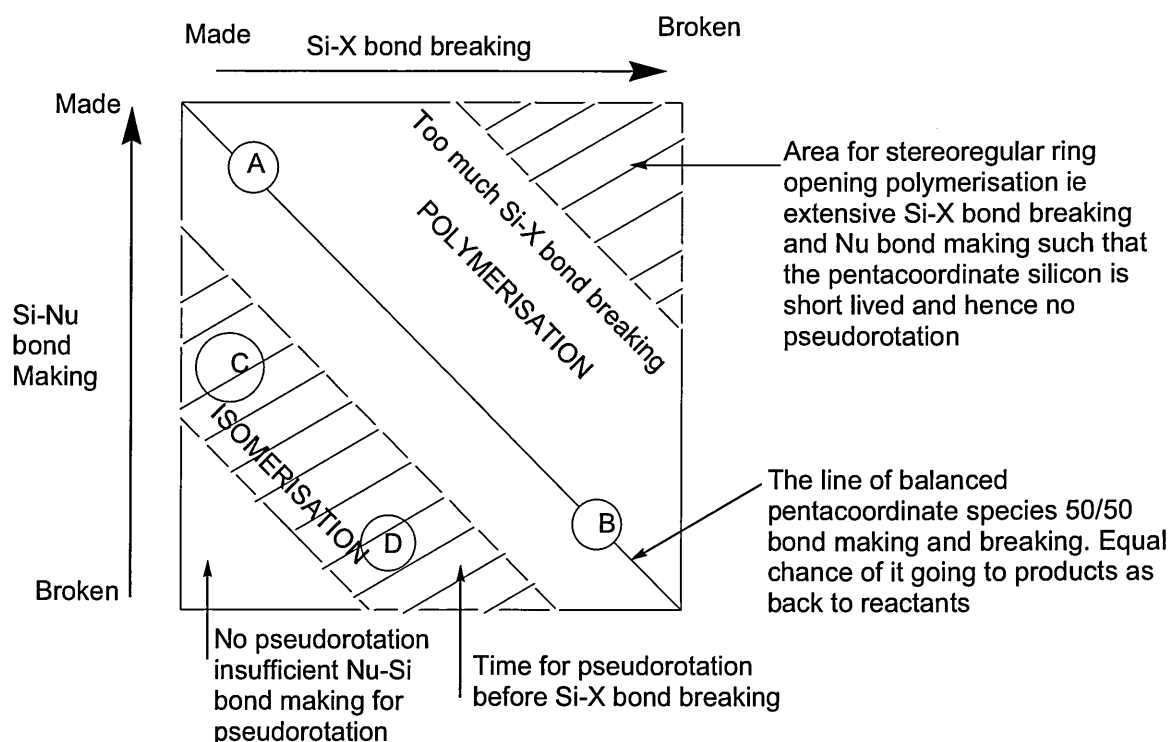 Made
Broken
Si-X bond breaking
Made
Si-Nu
bond
Making
Broken
A
B
C
D
Too much Si-X bond breaking
POLYMERISATION
ISOMERISATION
Area for stereoregular ring
opening polymerisation ie
extensive Si-X bond breaking
and Nu bond making such that
the pentacoordinate silicon is
short lived and hence no
pseudorotation
The line of balanced
pentacoordinate species 50/50
bond making and breaking. Equal
chance of it going to products as
back to reactants
No pseudorotation
insufficient Nu-Si
bond making for
pseudorotation
Time for pseudorotation
before Si-X bond breaking